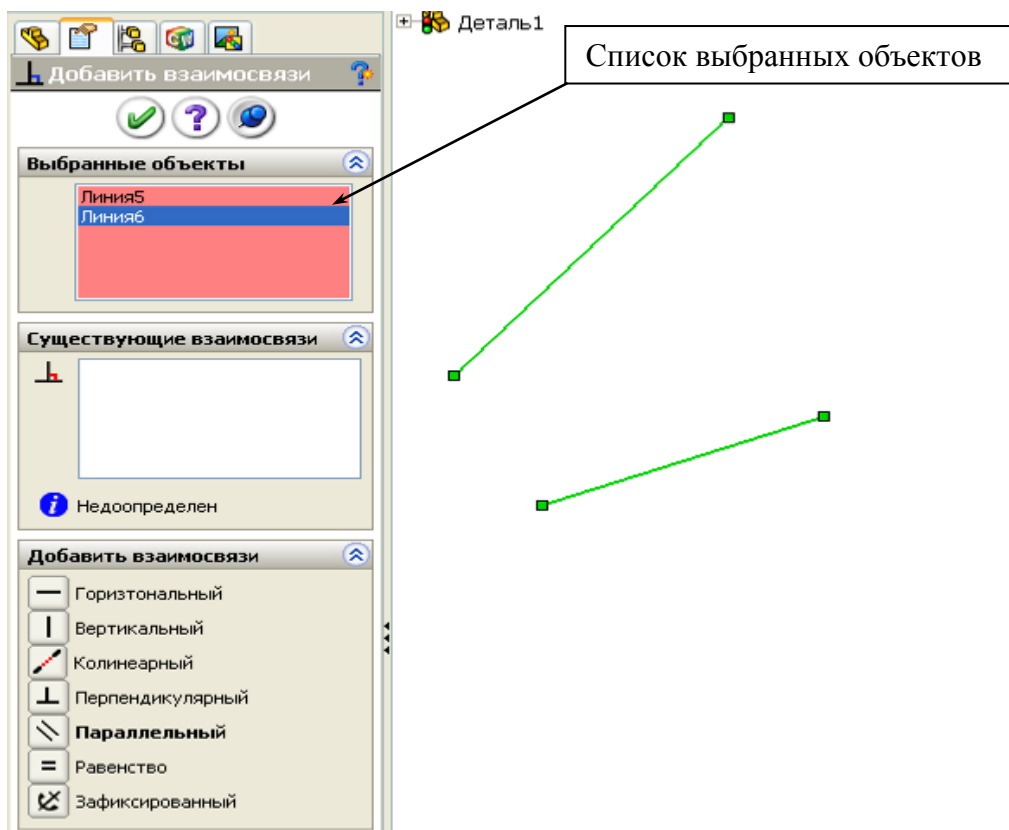 Деталь1
Список выбранных объектов
Добавить взаимосвязи
Выбранные объекты
Линия5
Линия6
Существующие взаимосвязи
Недоопределен
Добавить взаимосвязи
Горизтональный
Вертикальный
Колинеарный
Перпендикулярный
Параллельный
Равенство
Зафиксированный